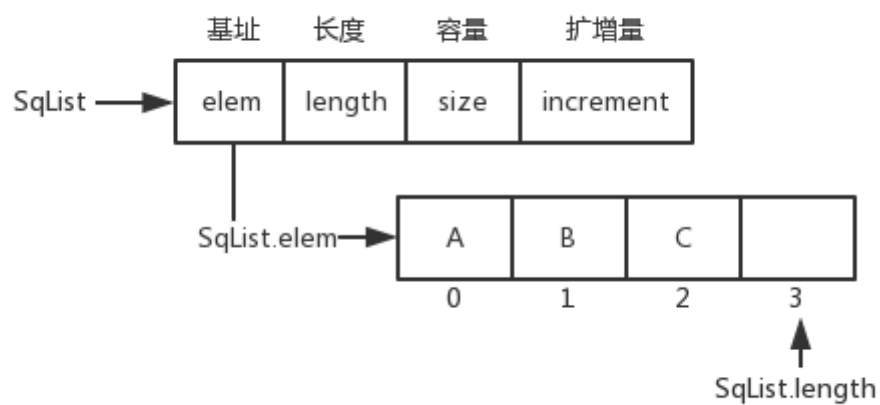 基址 长度 容量 扩增量
SqList elem length size increment
SqList.elem A B C
0 1 2 3
SqList.length